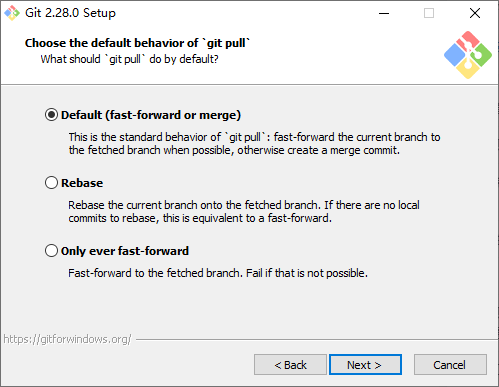 Git 2.28.0 Setup
Choose the default behavior of `git pull`
What should `git pull` do by default?
Default (fast-forward or merge)
This is the standard behavior of `git pull`: fast-forward the current branch to
the fetched branch when possible, otherwise create a merge commit.
Rebase
Rebase the current branch onto the fetched branch. If there are no local
commits to rebase, this is equivalent to a fast-forward.
Only ever fast-forward
Fast-forward to the fetched branch. Fail if that is not possible.
https://gitforwindows.org/
< Back
Next >
Cancel